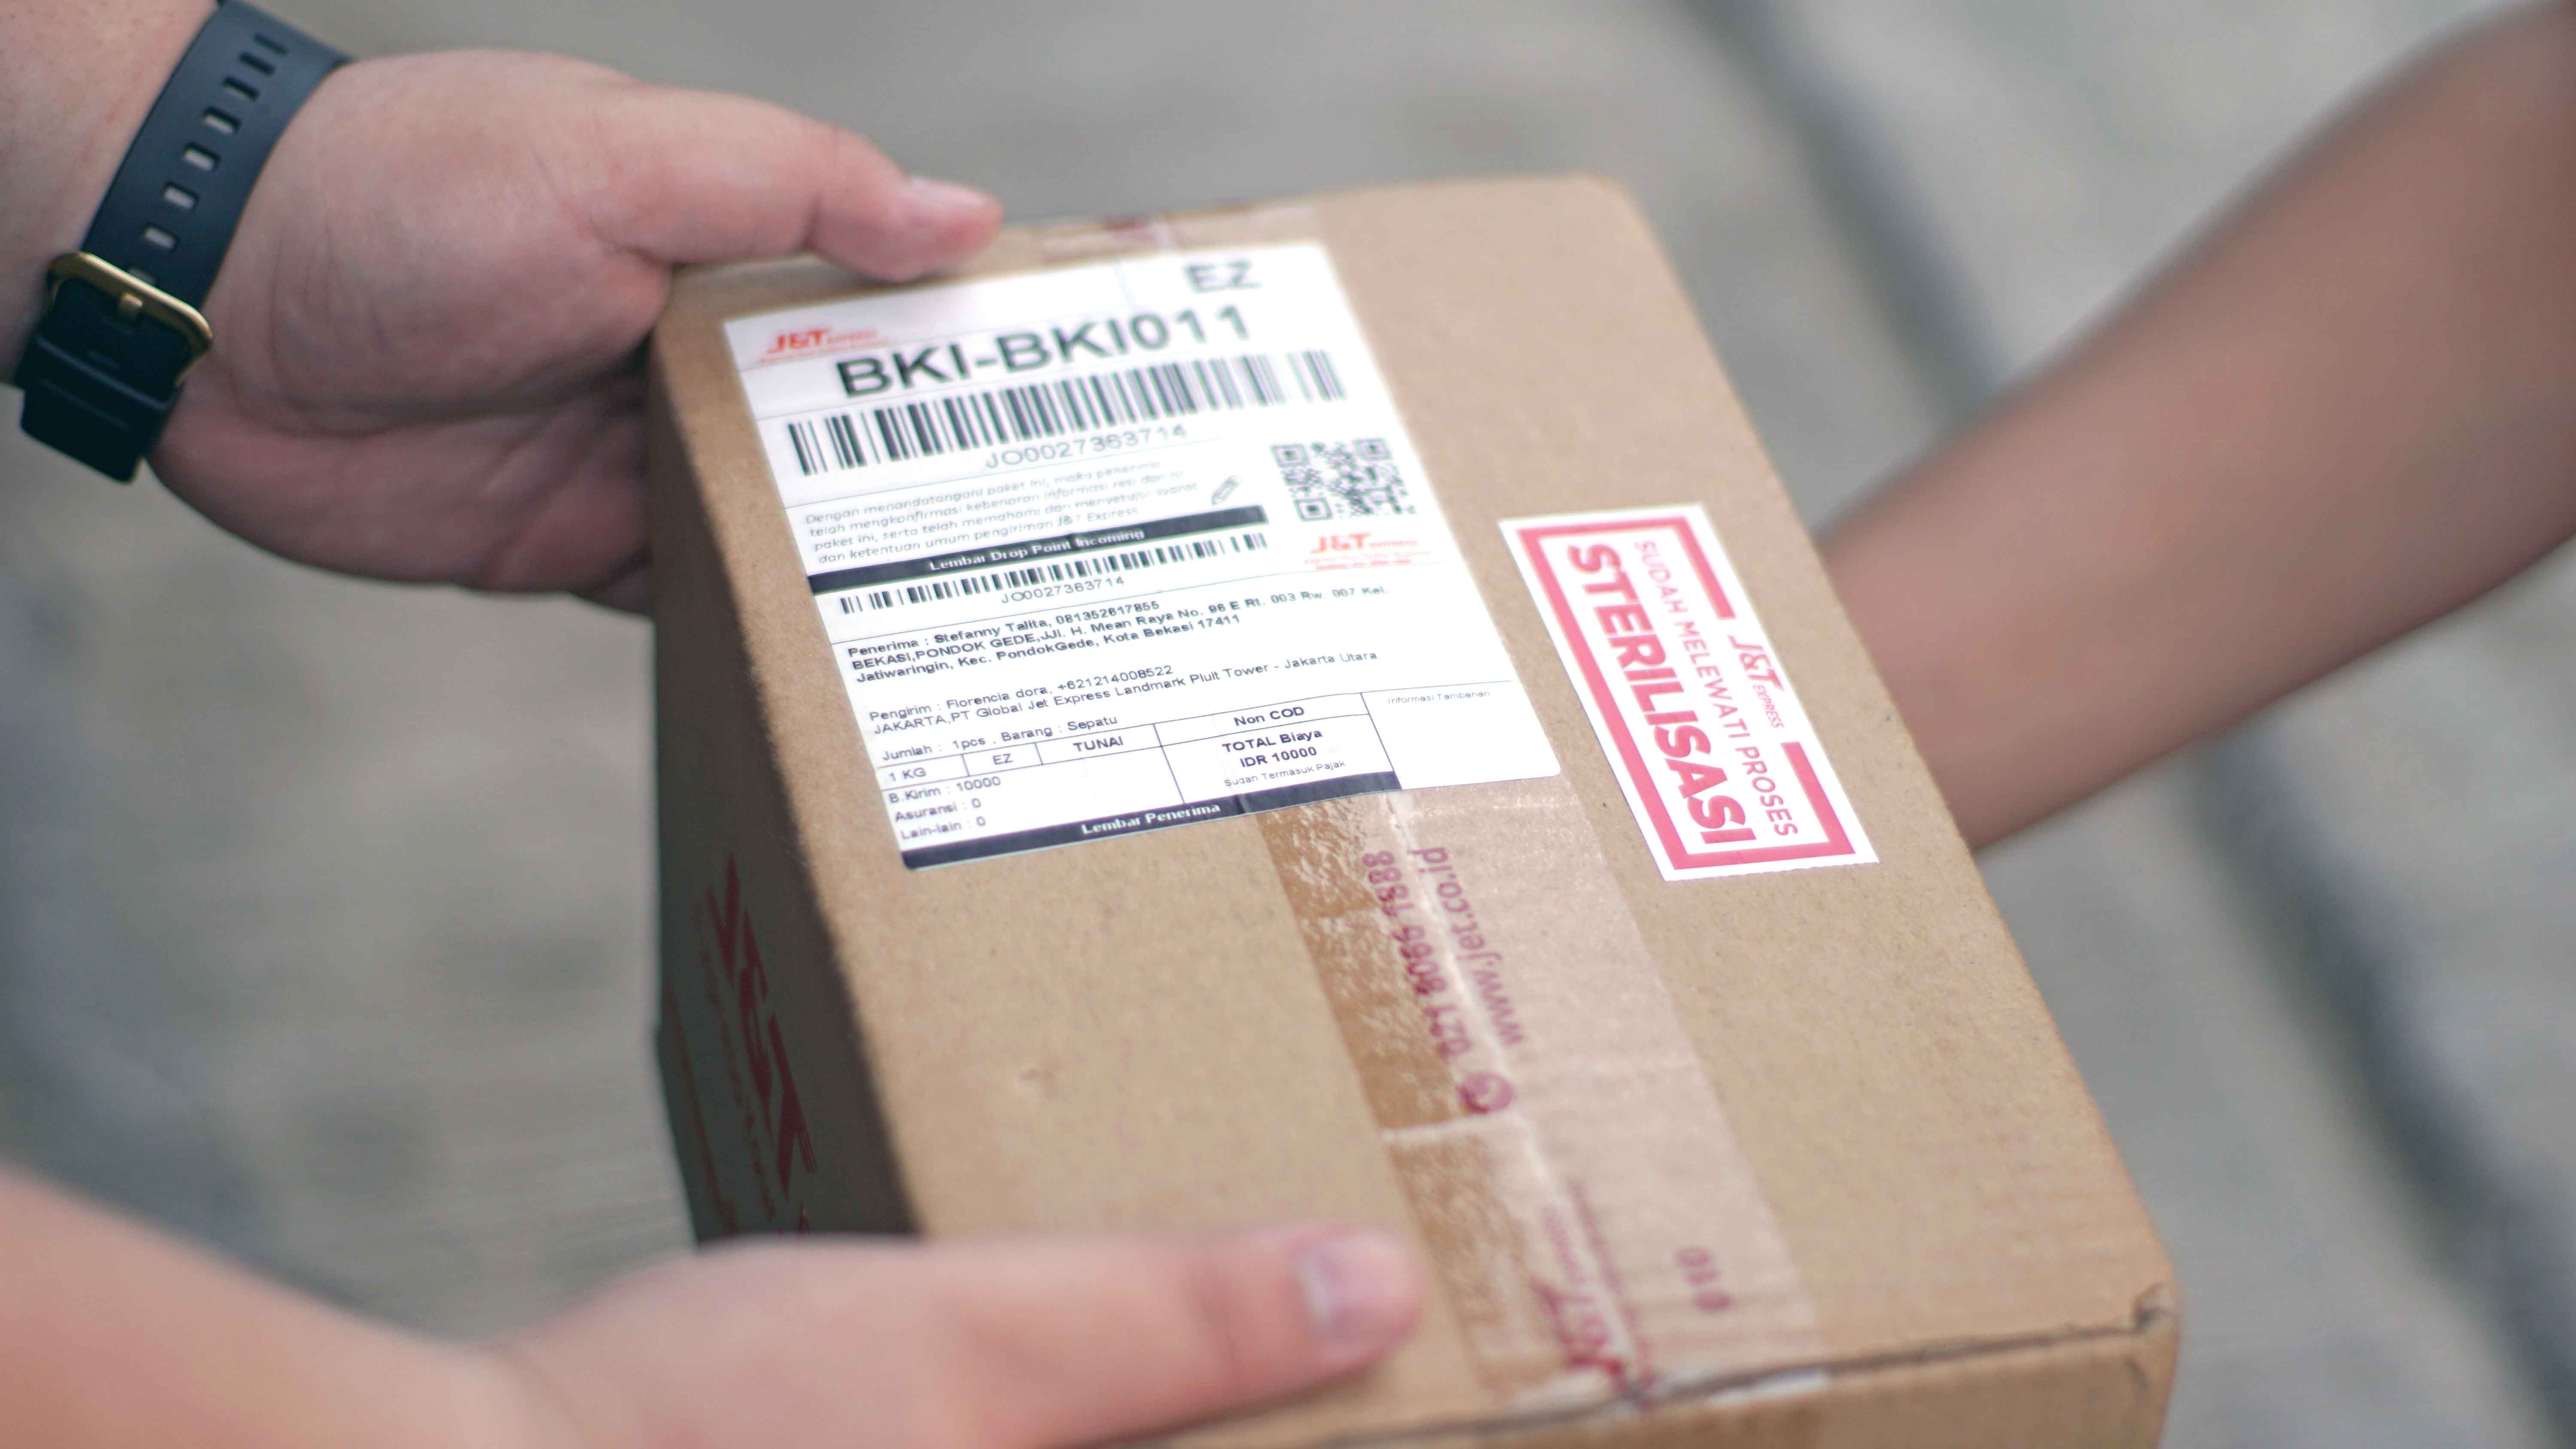 EZ
J&T EXPRESS
BKI-BKI011
JO0027363714
Dengan menandatangani paket ini, maka penerima
telah mengkonfirmasi kebenaran informasi resi dan isi
paket ini, serta telah memahami dan menyetujui syarat
dan ketentuan umum pengiriman J&T Express
Lembar Drop Point Incoming
JO0027363714
J&T EXPRESS
Penerima : Stefanny Talita, 081352617855
BEKASI,PONDOK GEDE,JJl. H. Mean Raya No. 96 E Rt. 003 Rw. 007 Kel.
Jatiwaringin, Kec. PondokGede, Kota Bekasi 17411
Pengirim : Florencia dora, +621214008522
JAKARTA,PT Global Jet Express Landmark Pluit Tower - Jakarta Utara
Jumlah : 1pcs , Barang : Sepatu
1 KG
EZ
TUNAI
Non COD
Informasi Tambahan
B.Kirim : 10000
Asuransi : 0
Lain-lain : 0
TOTAL Biaya
IDR 10000
Sudah Termasuk Pajak
Lembar Penerima
J&T EXPRESS
SUDAH MELEWATI PROSES
STERILISASI
www.jet.co.id
021 8066 1888
J&T
010
J&T